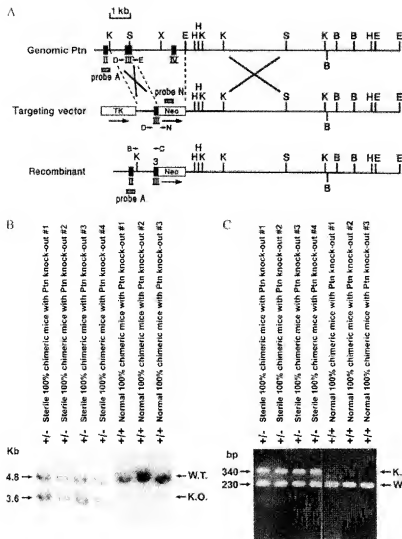 A
1 kb
K S X E H H K K K S K B B H E E
Genomic Ptn
II D E III IV
B
probe A
probe N
Targeting vector
TK
Neo
H H K K K S K B B H E E
D III N
B
Recombinant
B C
K 3
Neo
H H K K K S K B B H E E
II III
B
probe A
B
Sterile 100% chimeric mice with Ptn knock-out #1
Sterile 100% chimeric mice with Ptn knock-out #2
Sterile 100% chimeric mice with Ptn knock-out #3
Sterile 100% chimeric mice with Ptn knock-out #4
Normal 100% chimeric mice with Ptn knock-out #1
Normal 100% chimeric mice with Ptn knock-out #2
Normal 100% chimeric mice with Ptn knock-out #3
+/- +/- +/- +/- +/+ +/+ +/+
Kb
4.8
W.T.
3.6
K.O.
C
Sterile 100% chimeric mice with Ptn knock-out #1
Sterile 100% chimeric mice with Ptn knock-out #2
Sterile 100% chimeric mice with Ptn knock-out #3
Sterile 100% chimeric mice with Ptn knock-out #4
Normal 100% chimeric mice with Ptn knock-out #1
Normal 100% chimeric mice with Ptn knock-out #2
Normal 100% chimeric mice with Ptn knock-out #3
+/- +/- +/- +/- +/+ +/+ +/+
bp
340
K.
230
W